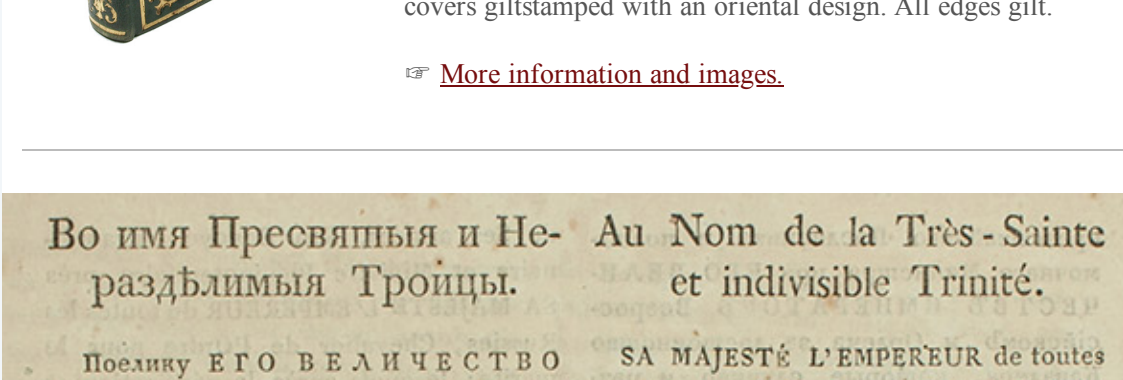 covers giltstamped with an oriental design. All edges gilt.
☞ More information and images.
Во имя Пресвятыя и Не-
раздѣлимыя Троицы.
Поелику ЕГО ВЕЛИЧЕСТВО
Au Nom de la Très-Sainte
et indivisible Trinité.
SA MAJESTÉ L'EMPEREUR de toutes